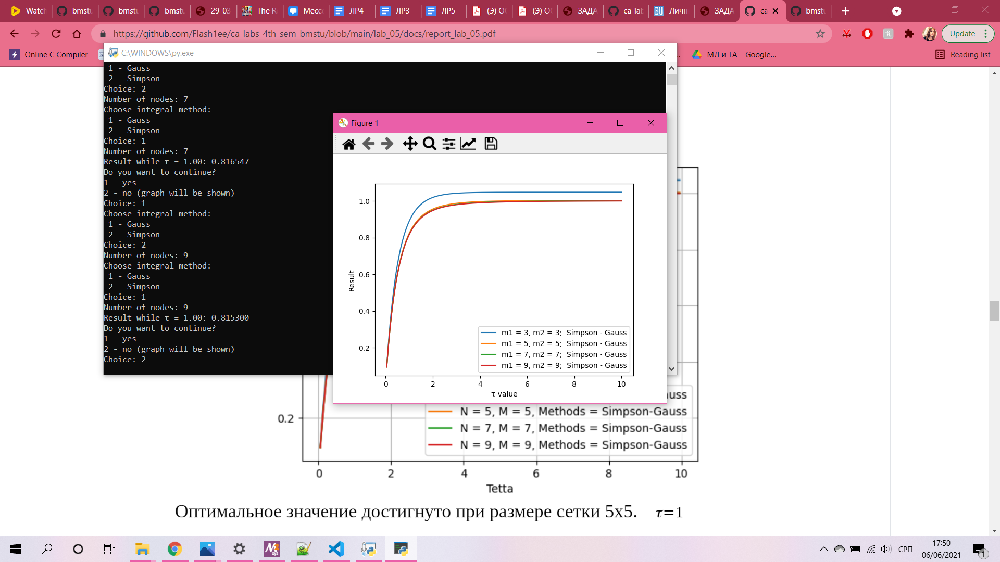 Watch
bmstu
bmstu
bmstu
29-03
The R
Мессе
ЛР4 -
ЛР3 -
ЛР5 -
(Э) О
(Э) О
ЗАДА
ca-lab
Личн
ЗАДА
ca
bmstu
https://github.com/Flash1ee/ca-labs-4th-sem-bmstu/blob/main/lab_05/docs/report_lab_05.pdf
Update
Online C Compiler
МЛ и ТА – Google...
Reading list
C:\WINDOWS\py.exe
1 - Gauss
2 - Simpson
Choice: 2
Number of nodes: 7
Choose integral method:
1 - Gauss
2 - Simpson
Choice: 1
Number of nodes: 7
Result while τ = 1.00: 0.816547
Do you want to continue?
1 - yes
2 - no (graph will be shown)
Choice: 1
Choose integral method:
1 - Gauss
2 - Simpson
Choice: 2
Number of nodes: 9
Choose integral method:
1 - Gauss
2 - Simpson
Choice: 1
Number of nodes: 9
Result while τ = 1.00: 0.815300
Do you want to continue?
1 - yes
2 - no (graph will be shown)
Choice: 2
Figure 1
1.0
0.8
0.6
0.4
0.2
Result
m1 = 3, m2 = 3; Simpson - Gauss
m1 = 5, m2 = 5; Simpson - Gauss
m1 = 7, m2 = 7; Simpson - Gauss
m1 = 9, m2 = 9; Simpson - Gauss
0 2 4 6 8 10
τ value
uss
0.2
N = 5, M = 5, Methods = Simpson-Gauss
N = 7, M = 7, Methods = Simpson-Gauss
N = 9, M = 9, Methods = Simpson-Gauss
0 2 4 6 8 10
Tetta
Оптимальное значение достигнуто при размере сетки 5x5. τ=1
СРП
17:50
06/06/2021
1